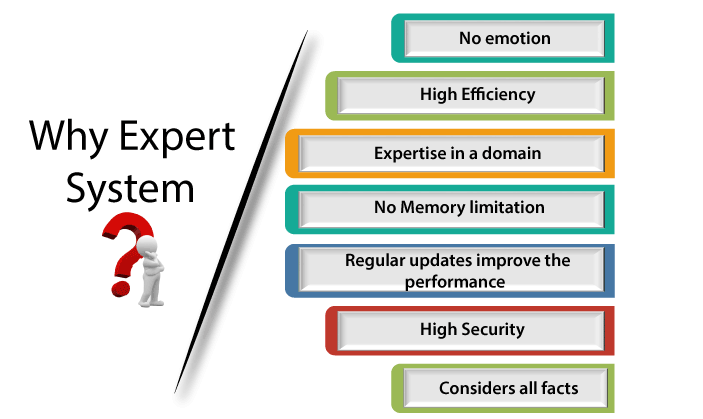 Why Expert
System
No emotion
High Efficiency
Expertise in a domain
No Memory limitation
Regular updates improve the
performance
High Security
Considers all facts